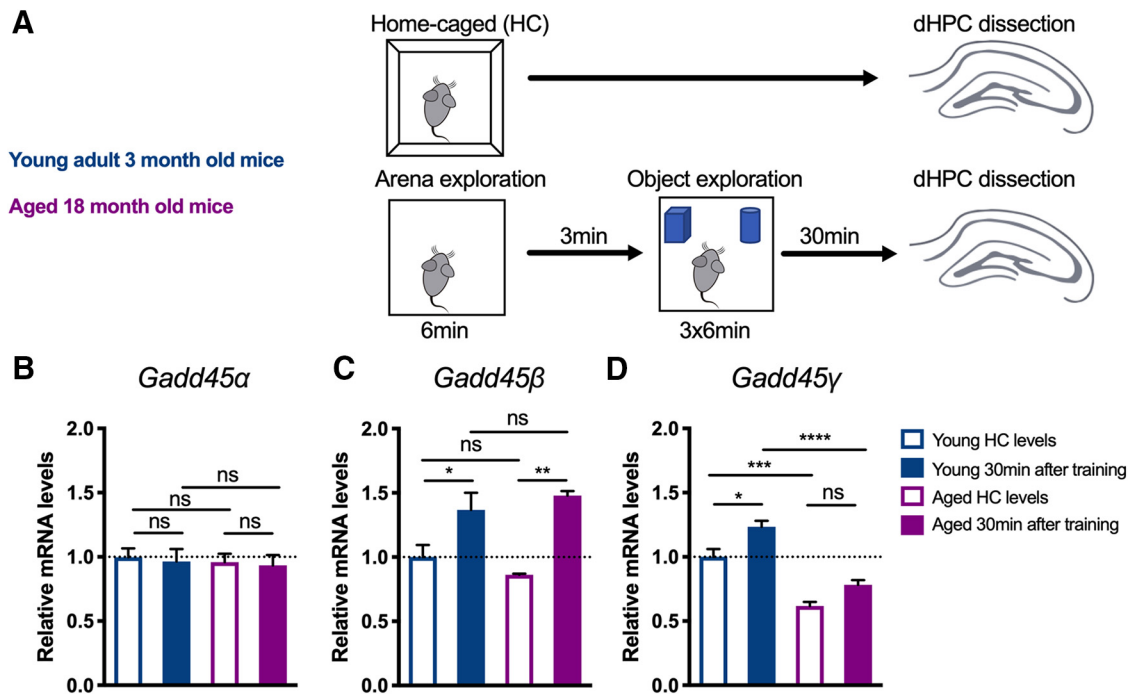 A
Home-caged (HC)
dHPC dissection
Young adult 3 month old mice
Aged 18 month old mice
Arena exploration
Object exploration
dHPC dissection
3min
30min
6min
3x6min
B
Gadd45α
Relative mRNA levels
2.0
1.5
1.0
0.5
0.0
ns
ns
ns
ns
C
Gadd45β
Relative mRNA levels
2.0
1.5
1.0
0.5
0.0
ns
ns
*
**
D
Gadd45γ
Relative mRNA levels
2.0
1.5
1.0
0.5
0.0
****
***
*
ns
Young HC levels
Young 30min after training
Aged HC levels
Aged 30min after training